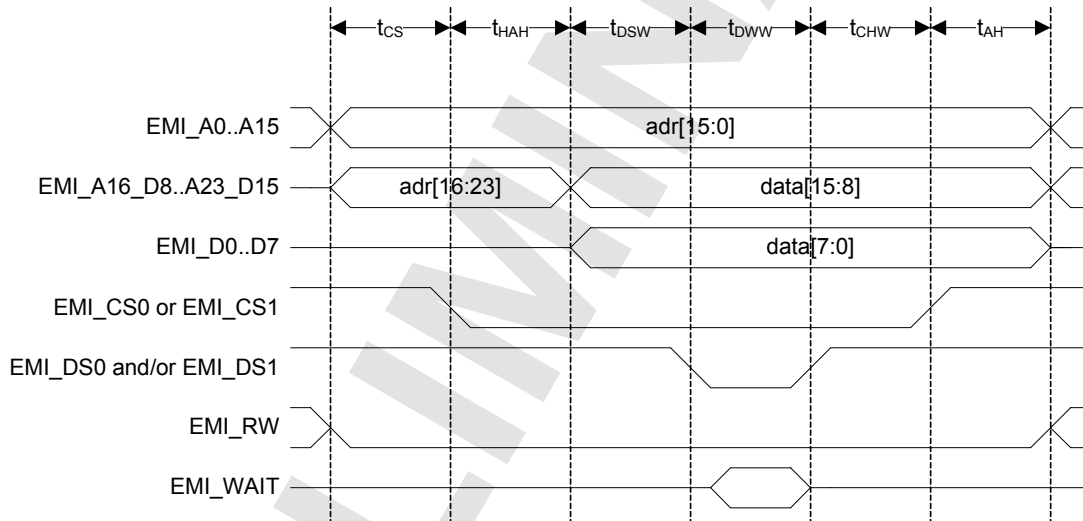 tCS tHAH tDSW tDWW tCHW tAH
EMI_A0..A15 adr[15:0]
EMI_A16_D8..A23_D15 adr[16:23] data[15:8]
EMI_D0..D7 data[7:0]
EMI_CS0 or EMI_CS1
EMI_DS0 and/or EMI_DS1
EMI_RW
EMI_WAIT